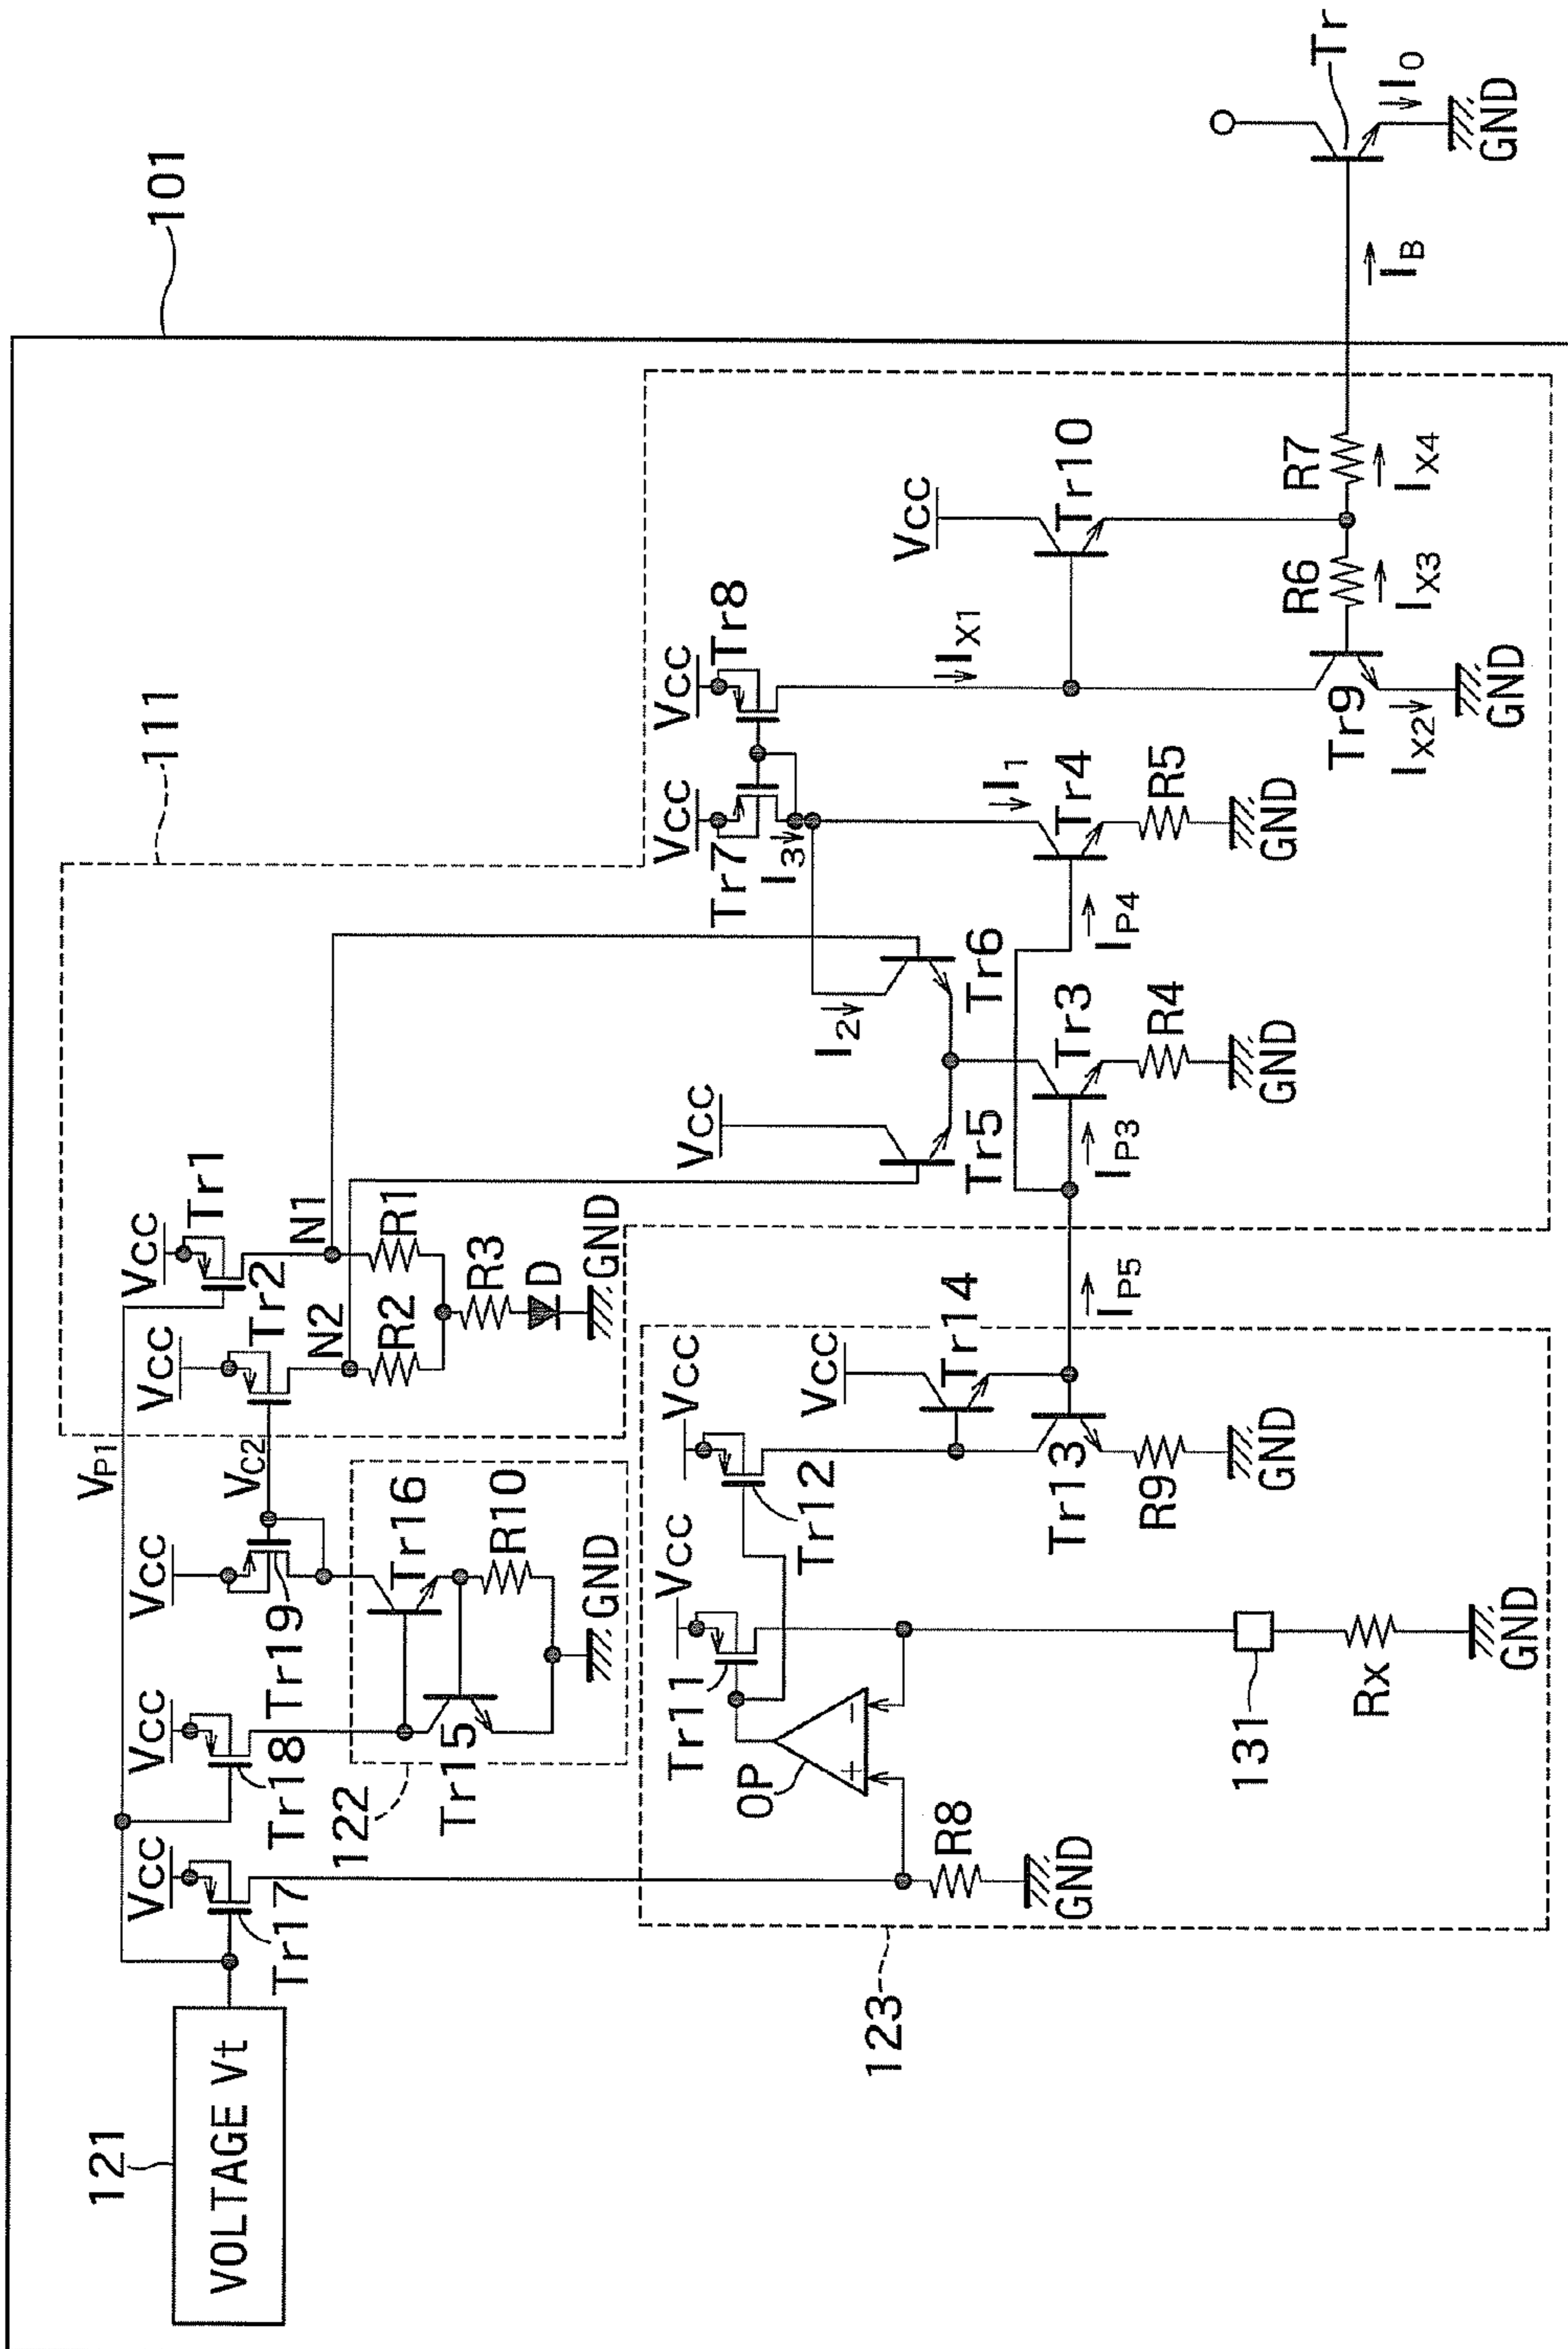 101
121
VOLTAGE Vt
VP1
VC2
111
VCC
Tr17
VCC
Tr18
VCC
Tr19
VCC
Tr2
VCC
Tr1
N2
N1
R2
R1
R3
D
GND
122
Tr15
Tr16
R10
GND
123
R8
GND
OP
Tr11
VCC
Tr12
VCC
131
Rx
GND
VCC
Tr14
Tr13
R9
GND
IP5
VCC
Tr5
Tr6
I2
IP3
Tr3
R4
GND
IP4
Tr4
R5
GND
I1
I3
Tr7
VCC
VCC
Tr8
IX1
VCC
Tr10
Tr9
IX2
GND
R6
IX3
R7
IX4
IB
Tr
IO
GND